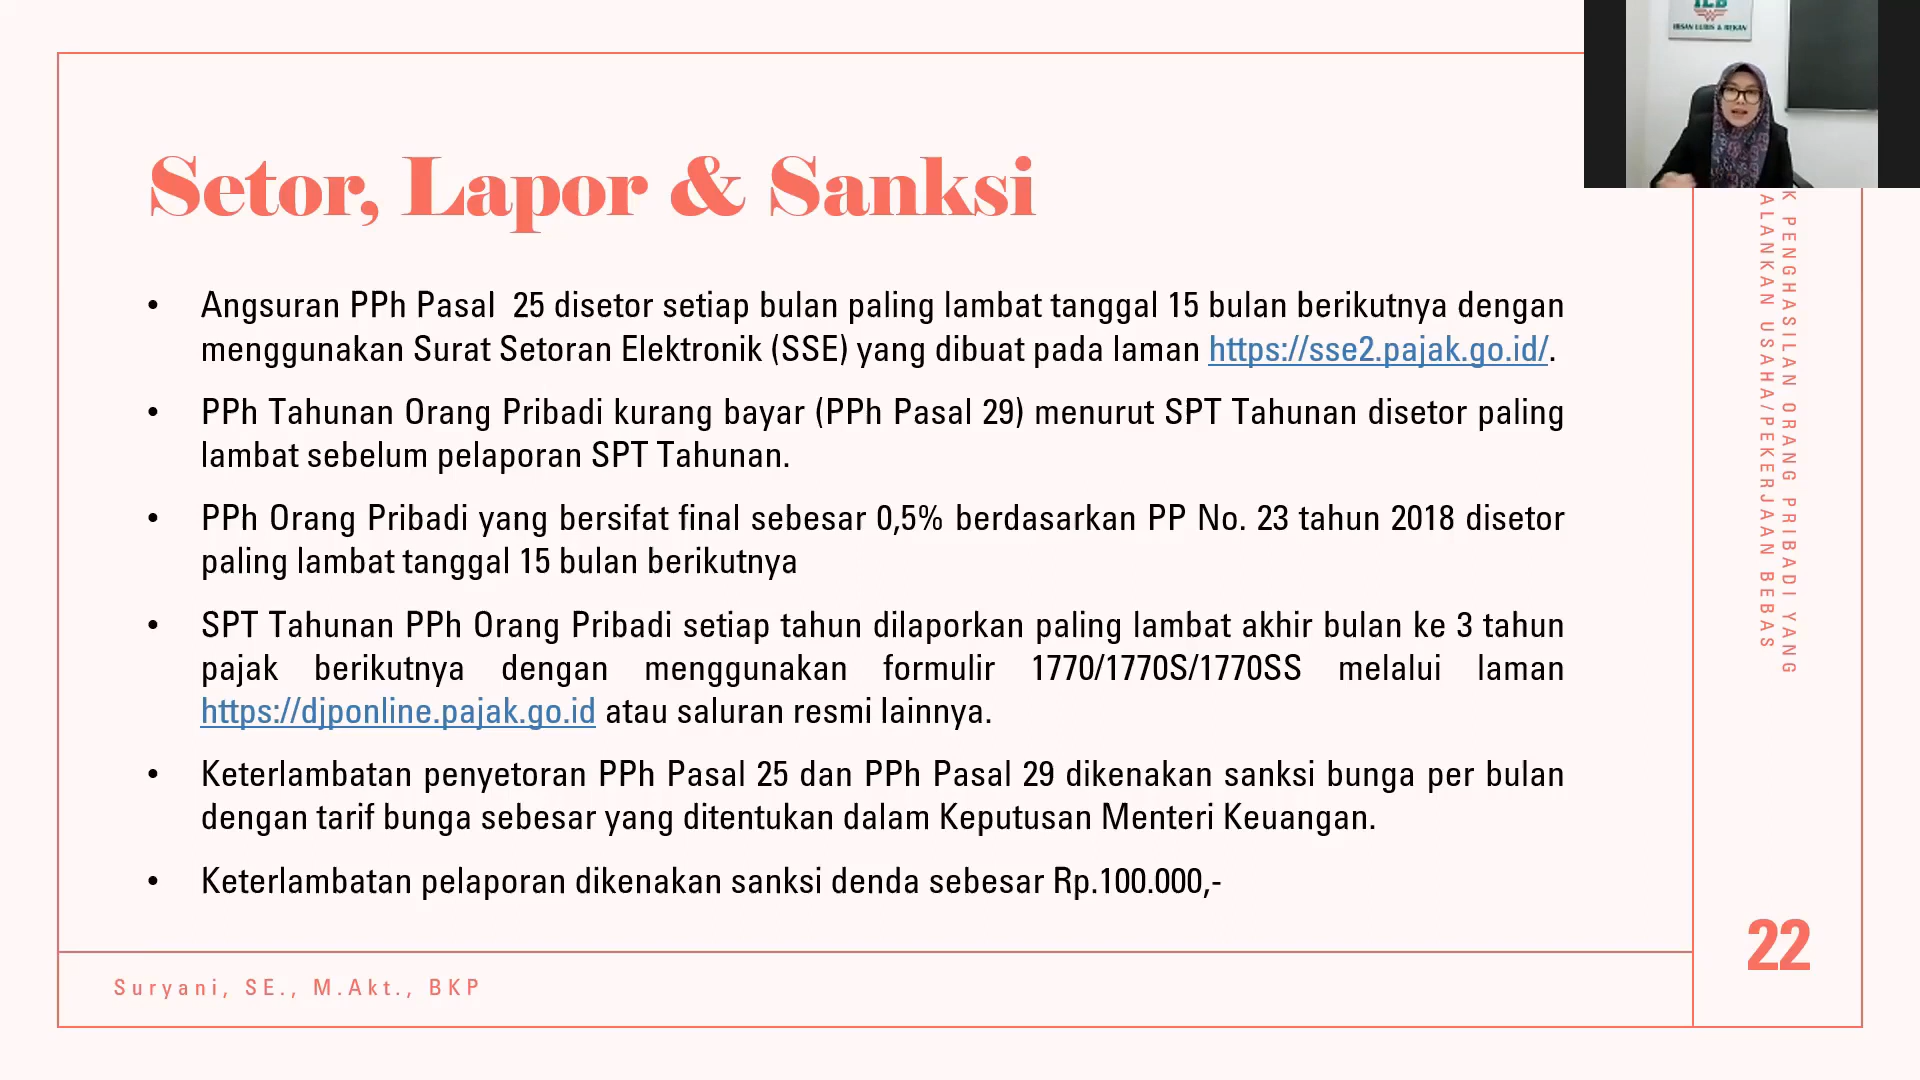 Setor, Lapor & Sanksi
• Angsuran PPh Pasal 25 disetor setiap bulan paling lambat tanggal 15 bulan berikutnya dengan
menggunakan Surat Setoran Elektronik (SSE) yang dibuat pada laman https://sse2.pajak.go.id/.
• PPh Tahunan Orang Pribadi kurang bayar (PPh Pasal 29) menurut SPT Tahunan disetor paling
lambat sebelum pelaporan SPT Tahunan.
• PPh Orang Pribadi yang bersifat final sebesar 0,5% berdasarkan PP No. 23 tahun 2018 disetor
paling lambat tanggal 15 bulan berikutnya
• SPT Tahunan PPh Orang Pribadi setiap tahun dilaporkan paling lambat akhir bulan ke 3 tahun
pajak berikutnya dengan menggunakan formulir 1770/1770S/1770SS melalui laman
https://djponline.pajak.go.id atau saluran resmi lainnya.
• Keterlambatan penyetoran PPh Pasal 25 dan PPh Pasal 29 dikenakan sanksi bunga per bulan
dengan tarif bunga sebesar yang ditentukan dalam Keputusan Menteri Keuangan.
• Keterlambatan pelaporan dikenakan sanksi denda sebesar Rp.100.000,-
Suryani, SE., M.Akt., BKP
K PENGHASILAN ORANG PRIBADI YANG
ALANKAN USAHA/PEKERJAAN BEBAS
22
& REKAN